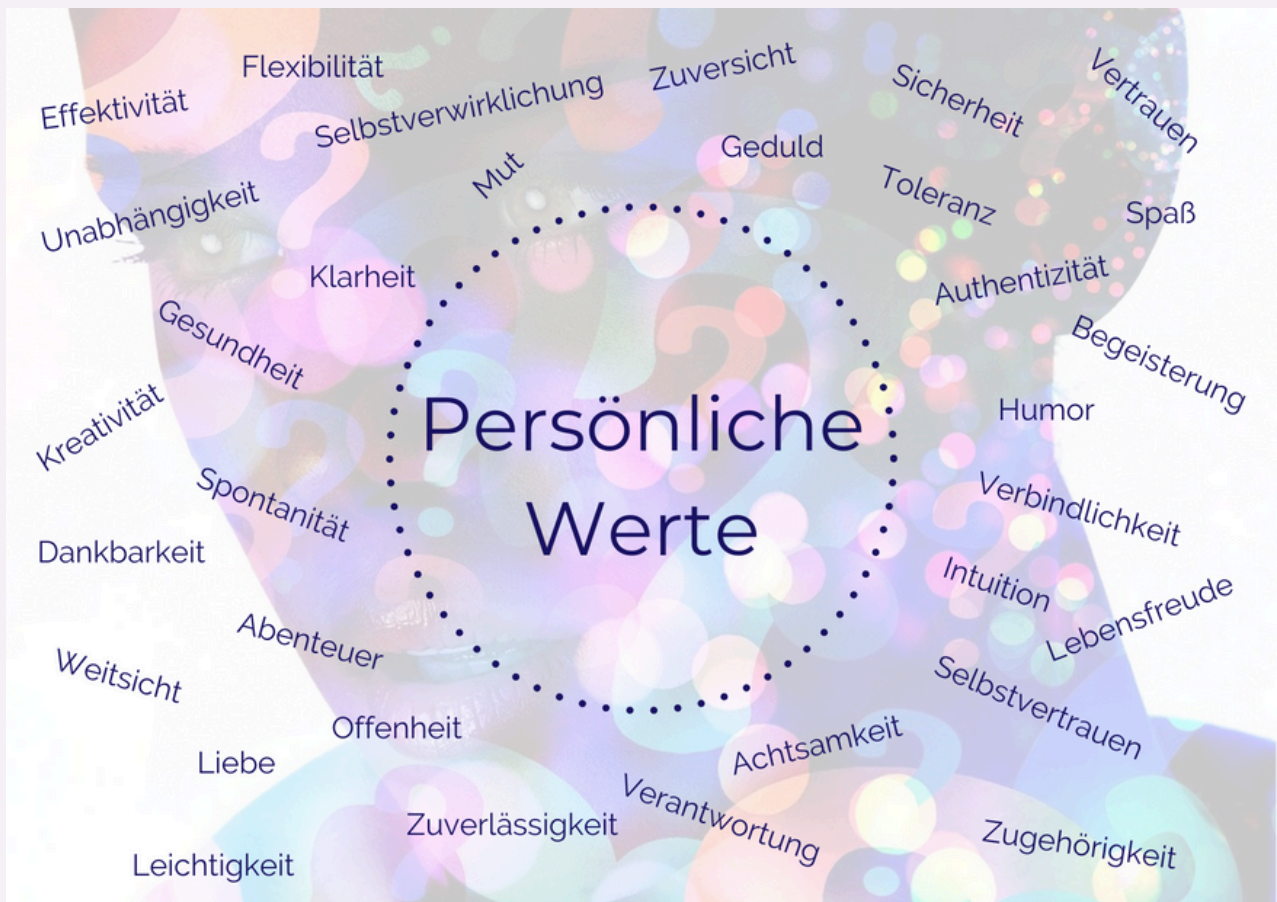 Flexibilität
Zuversicht
Sicherheit
Vertrauen
Effektivität
Selbstverwirklichung
Geduld
Mut
Toleranz
Spaß
Unabhängigkeit
Klarheit
Authentizität
Gesundheit
Begeisterung
Kreativität
Humor
Persönliche
Werte
Spontanität
Verbindlichkeit
Dankbarkeit
Intuition
Lebensfreude
Abenteuer
Weitsicht
Selbstvertrauen
Offenheit
Achtsamkeit
Liebe
Verantwortung
Zuverlässigkeit
Zugehörigkeit
Leichtigkeit